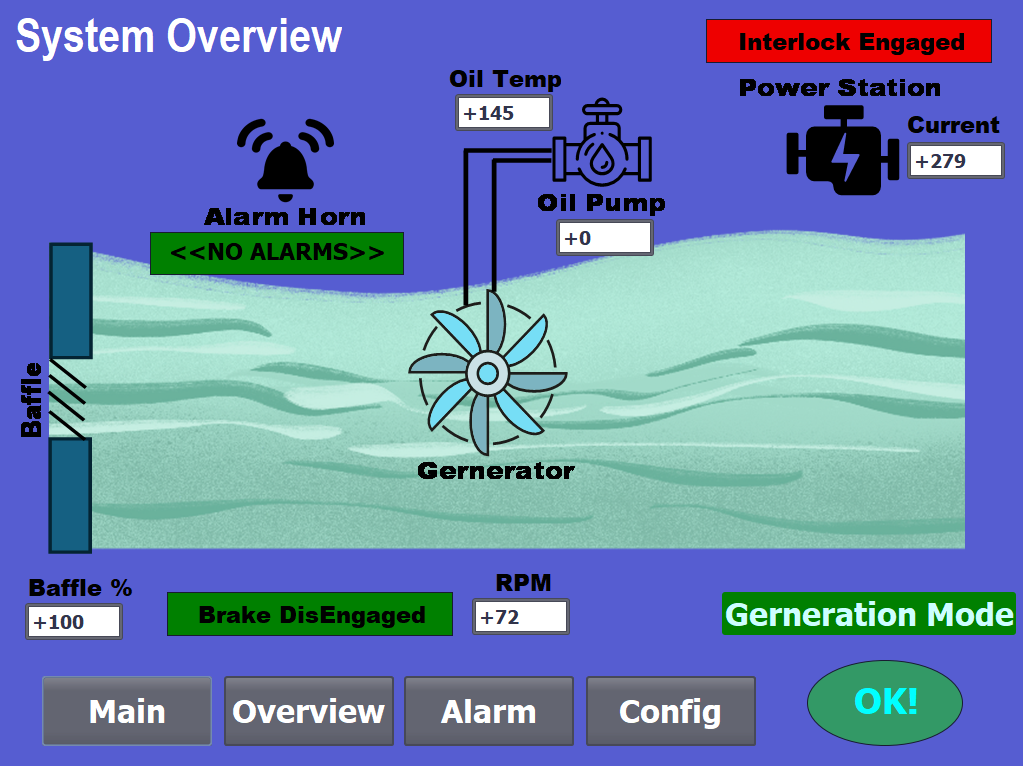 System Overview
Interlock Engaged
Oil Temp
+145
Power Station
Current
+279
Alarm Horn
<<NO ALARMS>>
Oil Pump
+0
Baffle
Gernerator
Baffle %
+100
Brake DisEngaged
RPM
+72
Gerneration Mode
Main
Overview
Alarm
Config
OK!